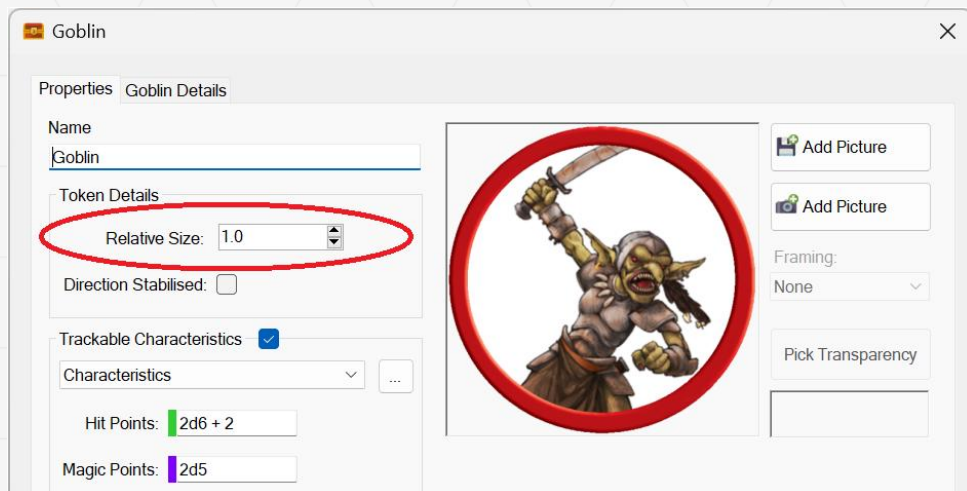 Goblin
Properties Goblin Details
Name
Goblin
Token Details
Relative Size: 1.0
Direction Stabilised:
Trackable Characteristics
Characteristics
...
Hit Points: 2d6 + 2
Magic Points: 2d5
Add Picture
Add Picture
Framing:
None
Pick Transparency